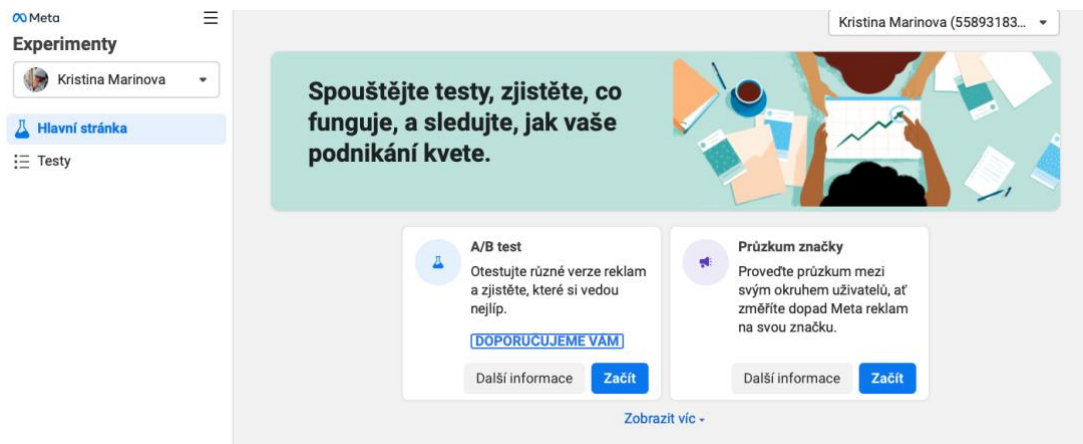 Meta
Experimenty
Kristina Marinova
Hlavní stránka
Testy
Kristina Marinova (55893183...
Spouštějte testy, zjistěte, co
funguje, a sledujte, jak vaše
podnikání kvete.
A/B test
Otestujte různé verze reklam
a zjistěte, které si vedou
nejlíp.
DOPORUČUJEME VÁM
Další informace
Začít
Průzkum značky
Proveďte průzkum mezi
svým okruhem uživatelů, ať
změříte dopad Meta reklam
na svou značku.
Další informace
Začít
Zobrazit víc